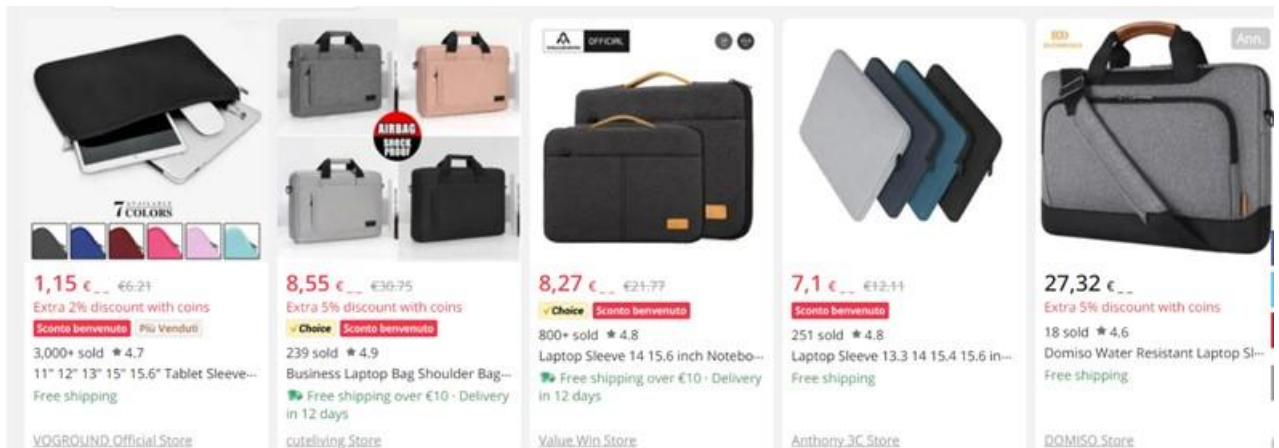 7 AVAILABLE COLORS
1,15 € _ _ €6.21
Extra 2% discount with coins
Sconto benvenuto Più Venduti
3,000+ sold ★4.7
11" 12" 13" 15" 15.6" Tablet Sleeve···
Free shipping
VOGROUND Official Store
AIRBAG
SHOCK
PROOF
8,55 € _ _ €30.75
Extra 5% discount with coins
✓Choice Sconto benvenuto
239 sold ★4.9
Business Laptop Bag Shoulder Bag···
Free shipping over €10 · Delivery
in 12 days
cuteliving Store
OFFICIAL
8,27 € _ _ €21.77
✓Choice Sconto benvenuto
800+ sold ★4.8
Laptop Sleeve 14 15.6 inch Notebo···
Free shipping over €10 · Delivery
in 12 days
Value Win Store
7,1 € _ _ €12.11
Sconto benvenuto
251 sold ★4.8
Laptop Sleeve 13.3 14 15.4 15.6 in···
Free shipping
Anthony 3C Store
Ann.
27,32 € _ _
Extra 5% discount with coins
18 sold ★4.6
Domiso Water Resistant Laptop Sl···
Free shipping
DOMISO Store